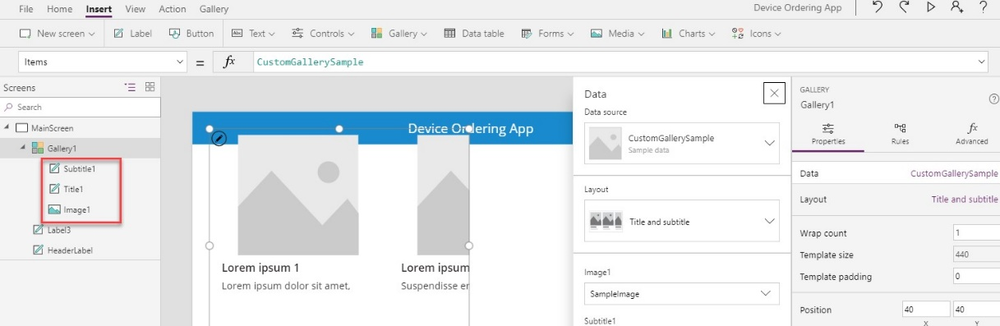 File Home Insert View Action Gallery Device Ordering App ?
New screen Label Button Abc Text Controls Gallery Data table Forms Media Charts Icons
Items = fx CustomGallerySample
Screens
Search
MainScreen
Gallery1
Subtitle1
Title1
Image1
Label3
HeaderLabel
Device Ordering App
Lorem ipsum 1 Lorem ipsum
Lorem ipsum dolor sit amet, Suspendisse en
Data
Data source
CustomGallerySample
Sample data
Layout
Title and subtitle
Image1
SampleImage
Subtitle1
GALLERY
Gallery1 ?
fx
Properties Rules Advanced
Data CustomGallerySample
Layout Title and subtitle
Wrap count 1
Template size 440
Template padding 0
Position 40 40
X Y